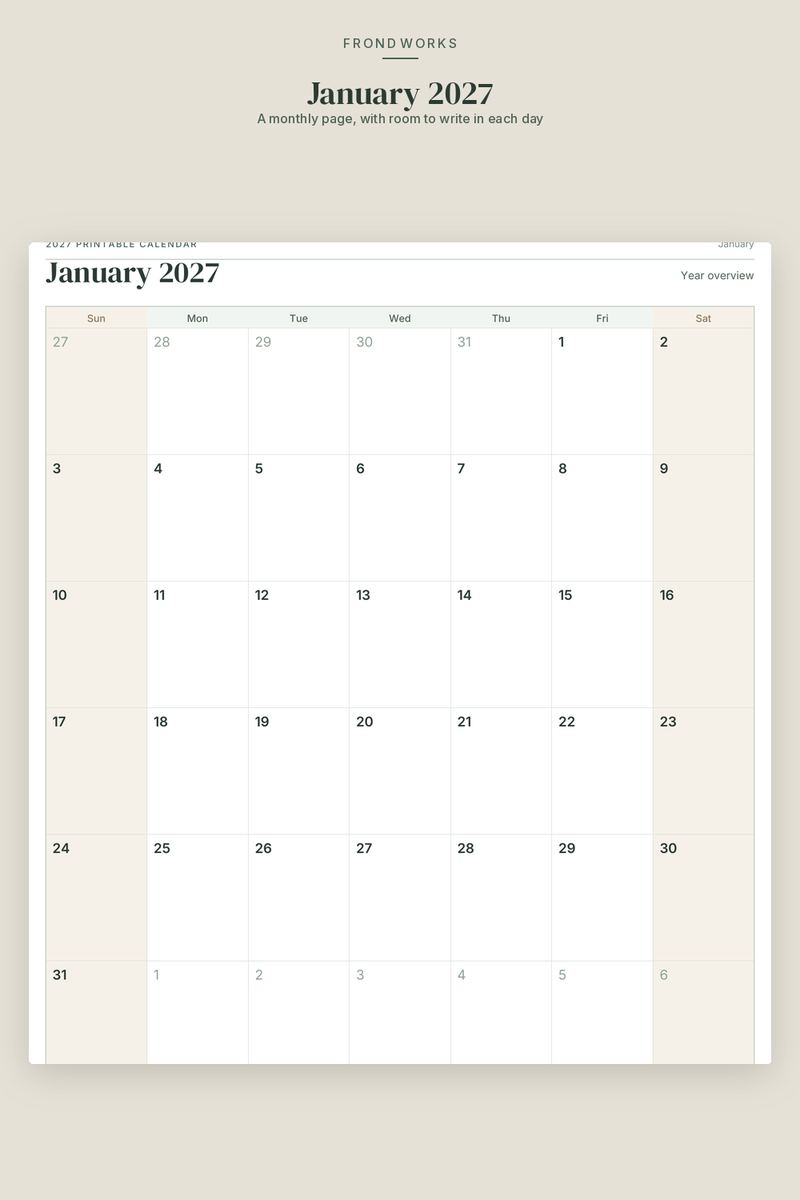 FRONDWORKS
January 2027
A monthly page, with room to write in each day
2027 PRINTABLE CALENDAR January
January 2027 Year overview
Sun Mon Tue Wed Thu Fri Sat
27 28 29 30 31 1 2
3 4 5 6 7 8 9
10 11 12 13 14 15 16
17 18 19 20 21 22 23
24 25 26 27 28 29 30
31 1 2 3 4 5 6